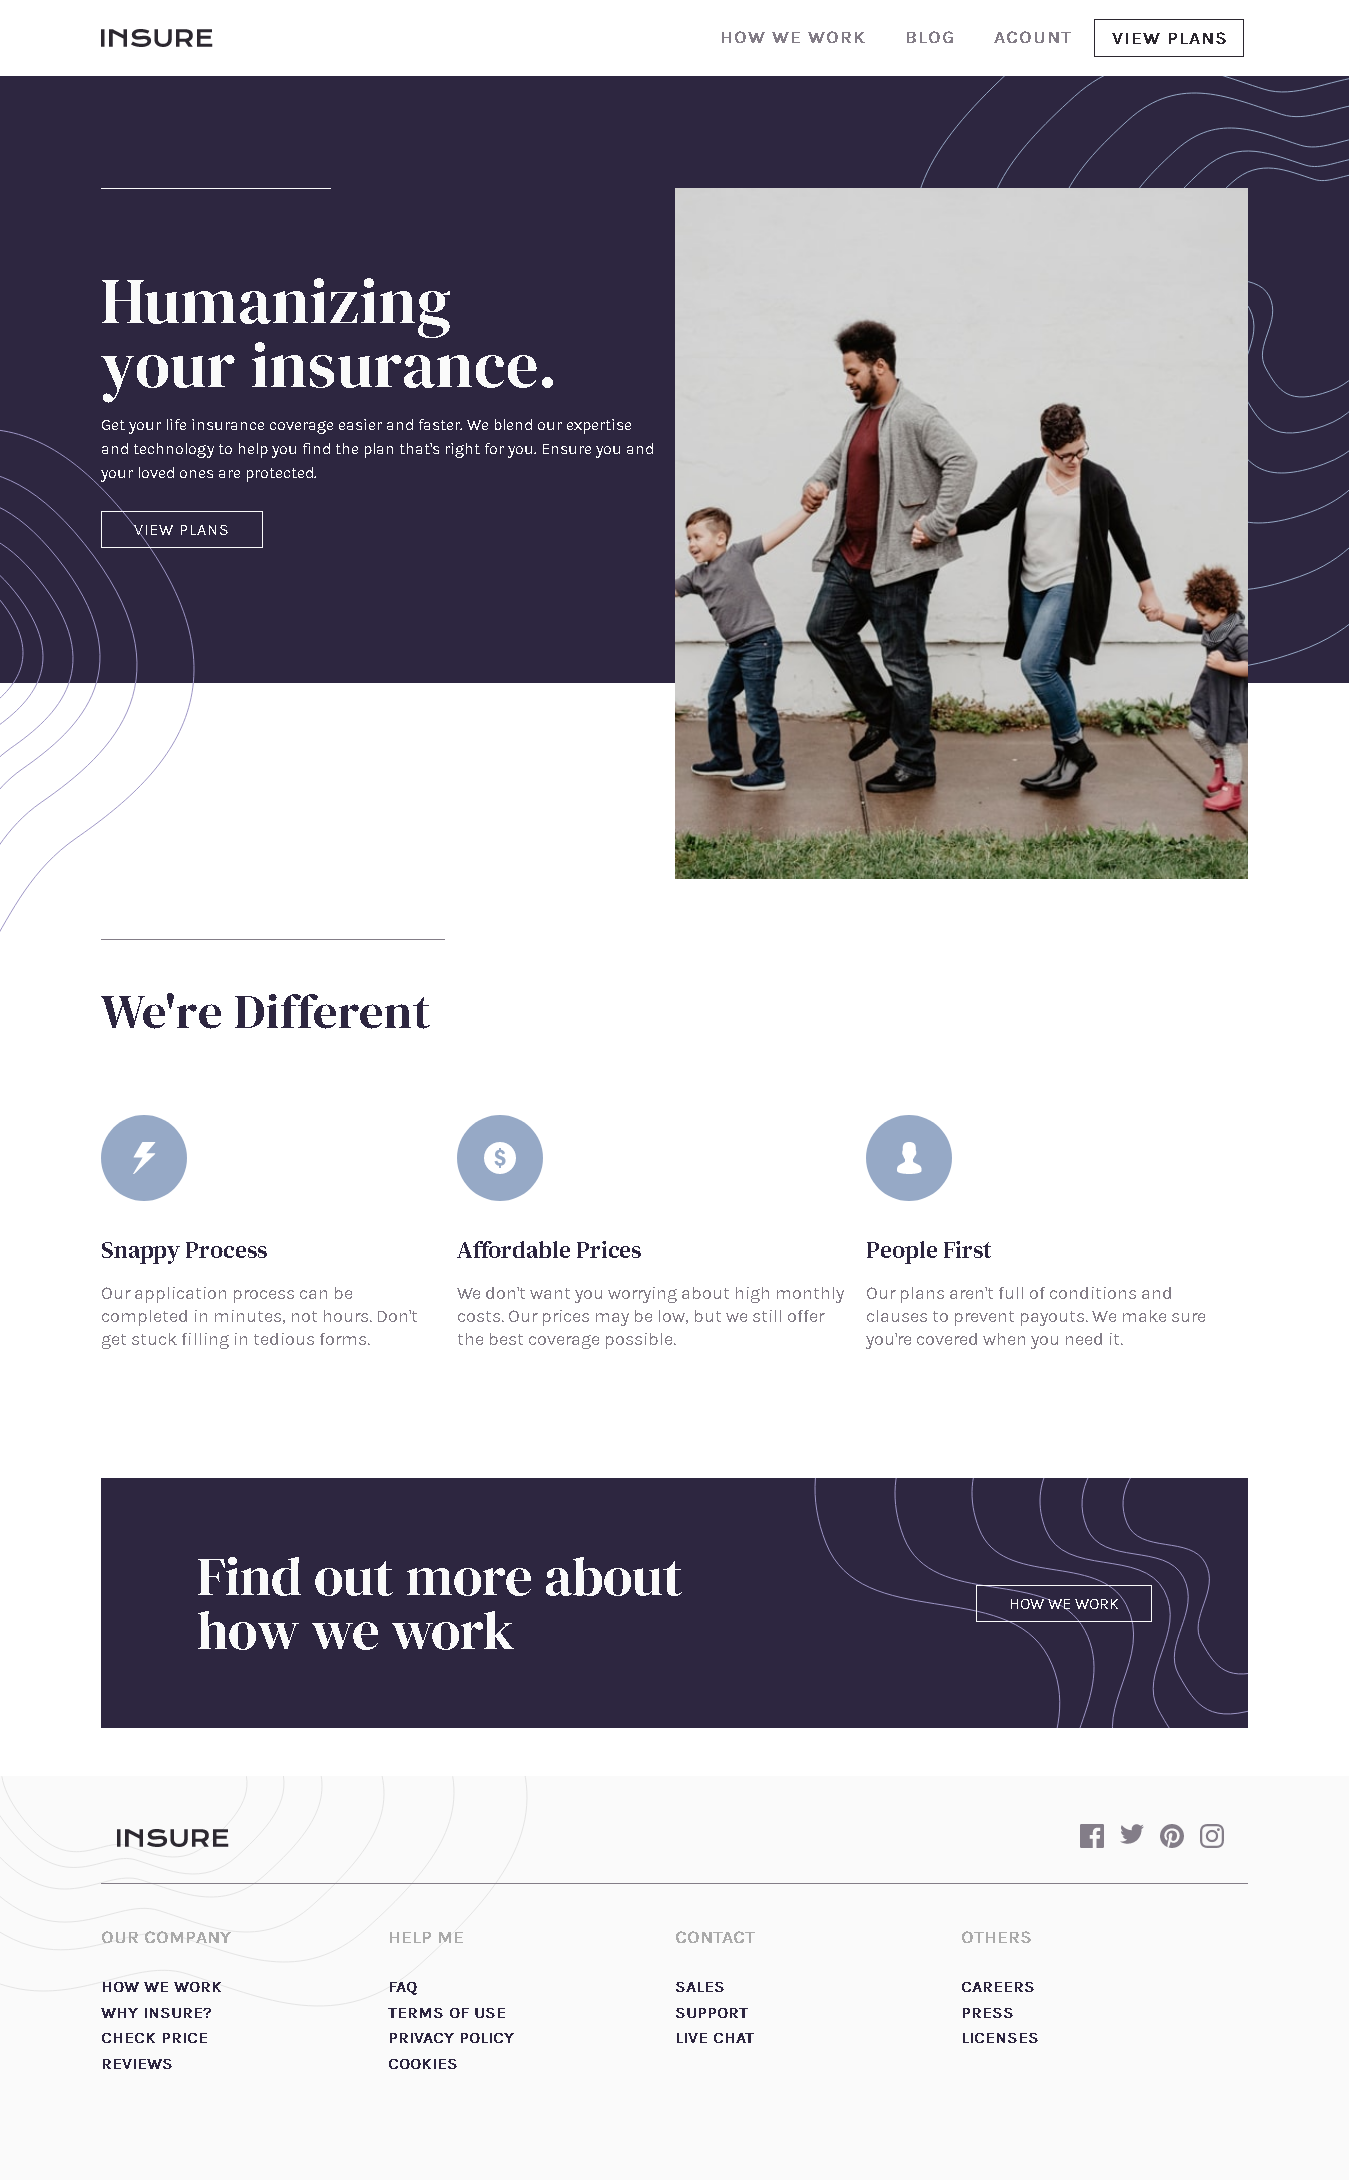 INSURE
HOW WE WORK BLOG ACOUNT VIEW PLANS
Humanizing
your insurance.
Get your life insurance coverage easier and faster. We blend our expertise
and technology to help you find the plan that's right for you. Ensure you and
your loved ones are protected.
VIEW PLANS
We're Different
Snappy Process
Our application process can be
completed in minutes, not hours. Don't
get stuck filling in tedious forms.
Affordable Prices
We don't want you worrying about high monthly
costs. Our prices may be low, but we still offer
the best coverage possible.
People First
Our plans aren't full of conditions and
clauses to prevent payouts. We make sure
you're covered when you need it.
Find out more about
how we work
HOW WE WORK
INSURE
OUR COMPANY
HOW WE WORK
WHY INSURE?
CHECK PRICE
REVIEWS
HELP ME
FAQ
TERMS OF USE
PRIVACY POLICY
COOKIES
CONTACT
SALES
SUPPORT
LIVE CHAT
OTHERS
CAREERS
PRESS
LICENSES